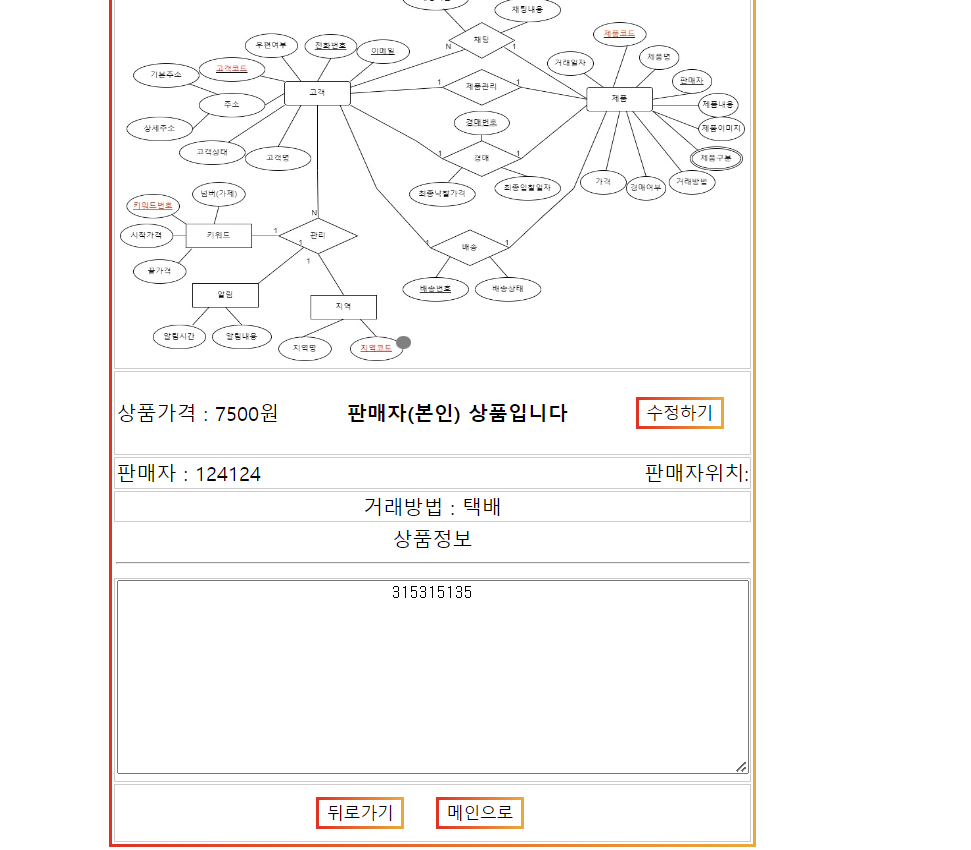 채팅내용
채팅
N
1
제품코드
우편여부
전화번호
이메일
고객코드
기본주소
주소
고객
상세주소
고객상태
고객명
1
제품관리
1
거래일자
제품명
판매자
제품
제품내용
제품이미지
제품구분
가격
경매여부
거래방법
경매번호
1
경매
1
최종낙찰가격
최종입찰일자
넘버(가제)
키워드번호
시작가격
키워드
끝가격
N
1
관리
1
1
1
배송
1
배송번호
배송상태
알림
지역
알림시간
알림내용
지역명
지역코드
상품가격 : 7500원
판매자(본인) 상품입니다
수정하기
판매자 : 124124
판매자위치:
거래방법 : 택배
상품정보
315315135
뒤로가기
메인으로